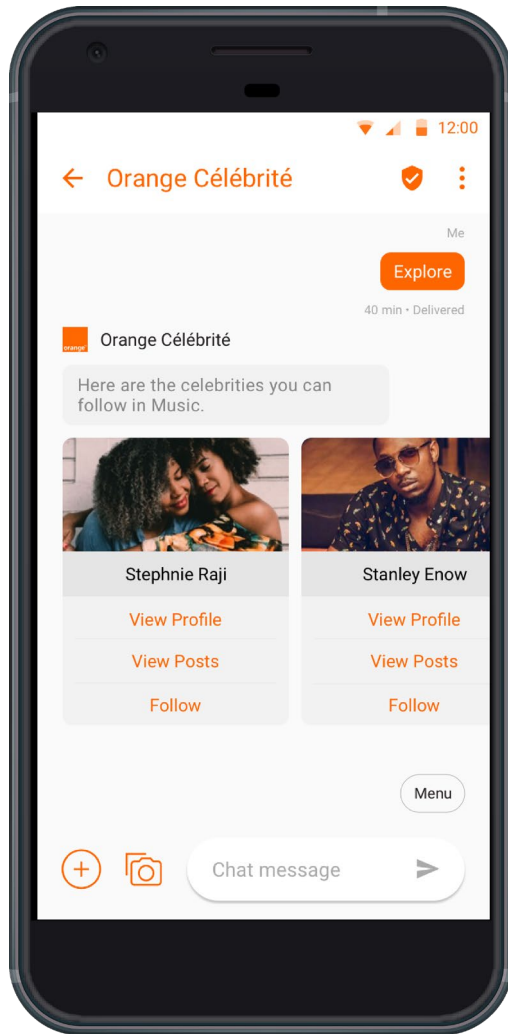 12:00
Orange Célébrité
Me
Explore
40 min • Delivered
orange
Orange Célébrité
Here are the celebrities you can
follow in Music.
Stephnie Raji
Stanley Enow
View Profile
View Profile
View Posts
View Posts
Follow
Follow
Menu
Chat message